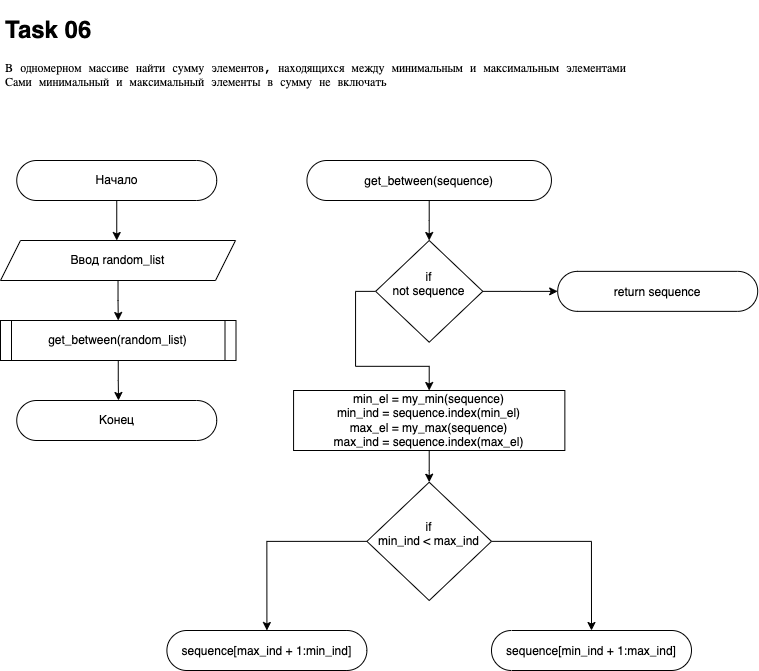 Task 06
В одномерном массиве найти сумму элементов, находящихся между минимальным и максимальным элементами
Сами минимальный и максимальный элементы в сумму не включать
Начало
Ввод random_list
get_between(random_list)
Конец
get_between(sequence)
if
not sequence
return sequence
min_el = my_min(sequence)
min_ind = sequence.index(min_el)
max_el = my_max(sequence)
max_ind = sequence.index(max_el)
if
min_ind < max_ind
sequence[max_ind + 1:min_ind]
sequence[min_ind + 1:max_ind]